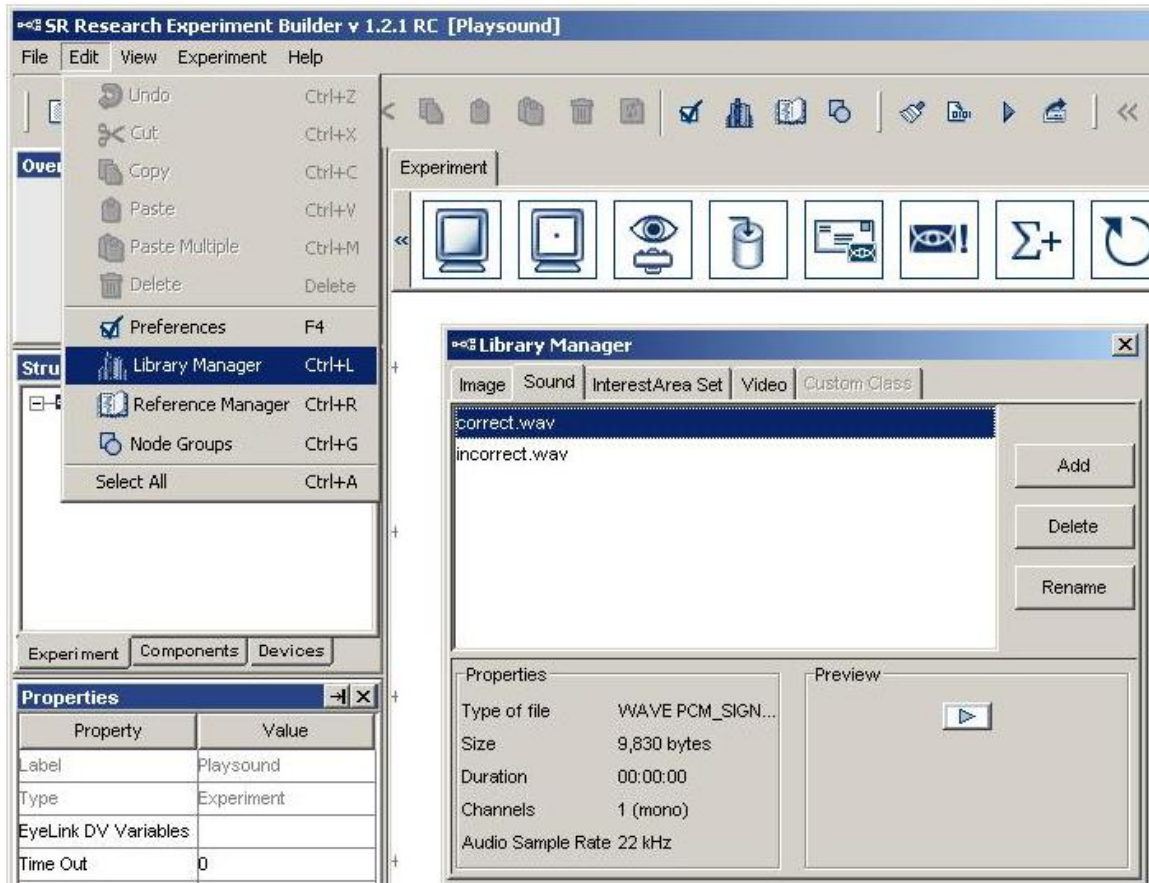 SR Research Experiment Builder v 1.2.1 RC [Playsound]
File Edit View Experiment Help
Undo Ctrl+Z
Cut Ctrl+X
Copy Ctrl+C
Paste Ctrl+V
Paste Multiple Ctrl+M
Delete Delete
Preferences F4
Library Manager Ctrl+L
Reference Manager Ctrl+R
Node Groups Ctrl+G
Select All Ctrl+A
Over
Stru
Experiment
Library Manager
Image Sound InterestArea Set Video Custom Class
correct.wav
incorrect.wav
Add
Delete
Rename
Properties
Type of file WAVE PCM_SIGN...
Size 9,830 bytes
Duration 00:00:00
Channels 1 (mono)
Audio Sample Rate 22 kHz
Preview
Experiment Components Devices
Properties
Property Value
Label Playsound
Type Experiment
EyeLink DV Variables
Time Out 0